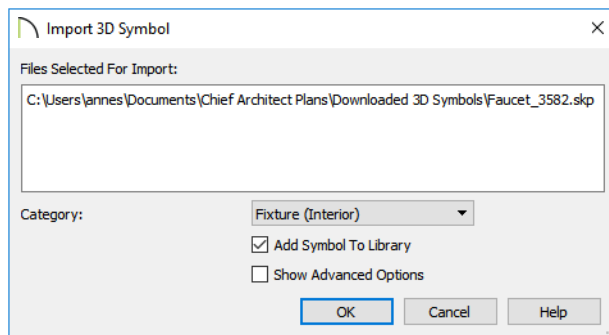 Import 3D Symbol
Files Selected For Import:
C:\Users\annes\Documents\Chief Architect Plans\Downloaded 3D Symbols\Faucet_3582.skp
Category:
Fixture (Interior)
Add Symbol To Library
Show Advanced Options
OK
Cancel
Help